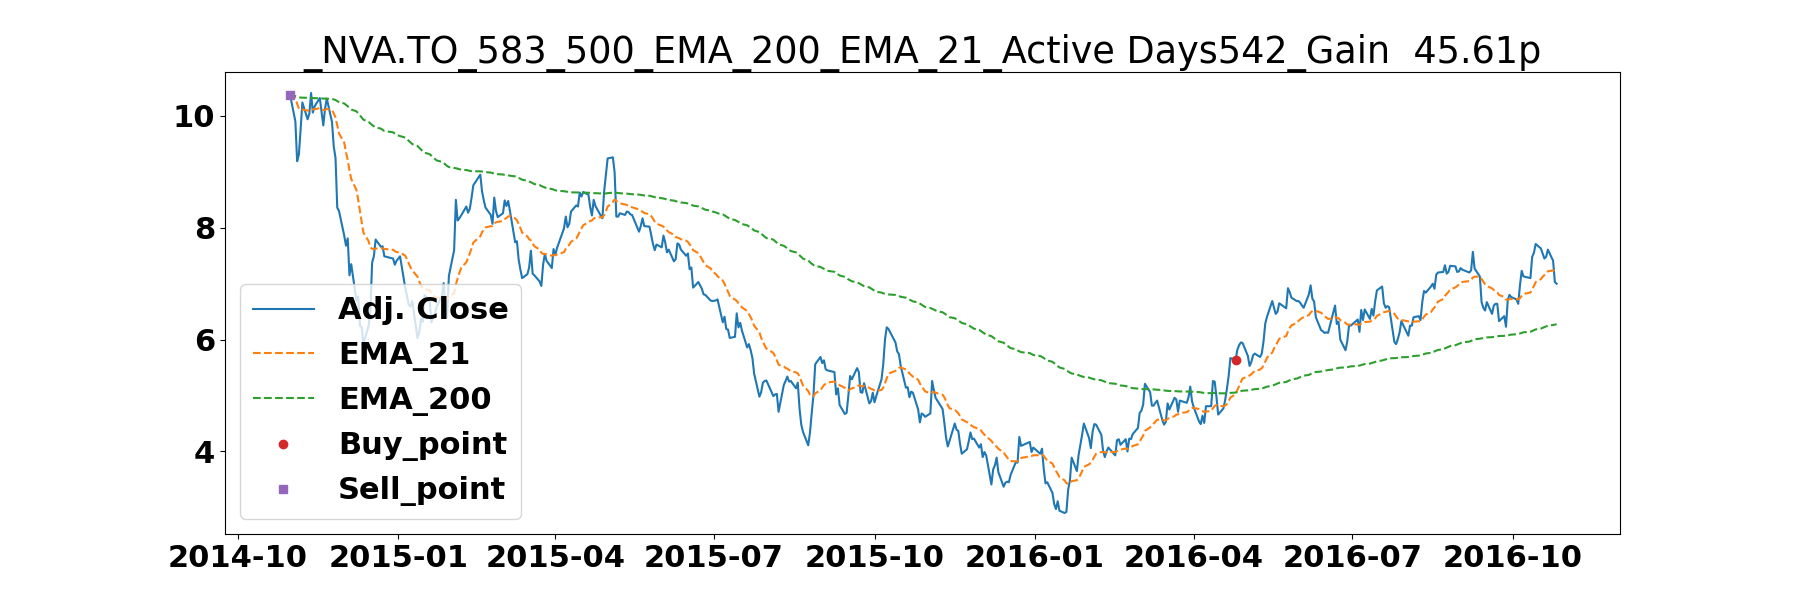 _NVA.TO_583_500_EMA_200_EMA_21_Active Days542_Gain  45.61p
10
8
6
4
Adj. Close
EMA_21
EMA_200
Buy_point
Sell_point
2014-10 2015-01 2015-04 2015-07 2015-10 2016-01 2016-04 2016-07 2016-10